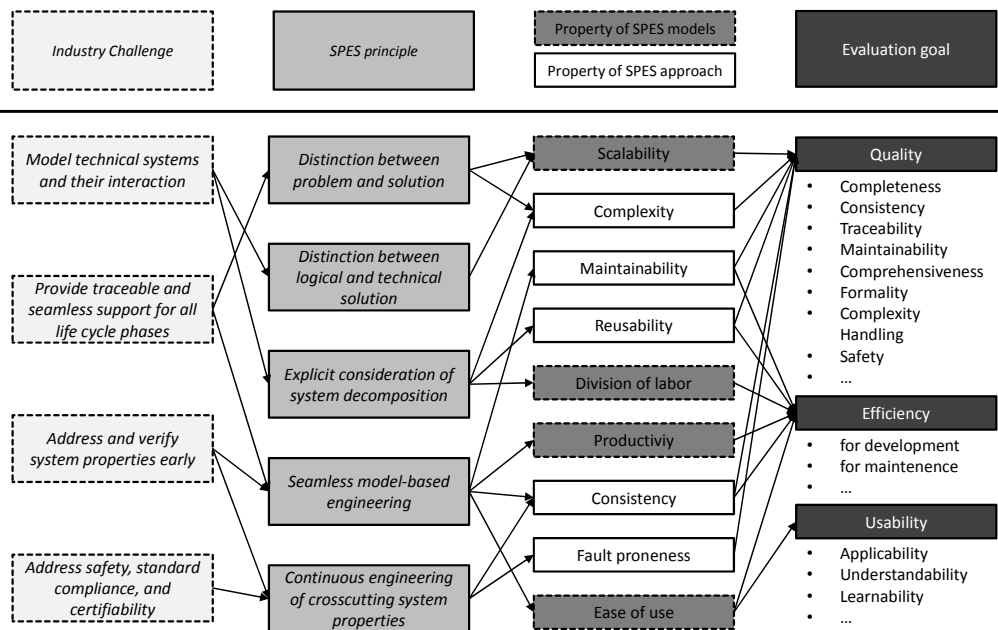 Industry Challenge
SPES principle
Property of SPES models
Property of SPES approach
Evaluation goal
Model technical systems
and their interaction
Provide traceable and
seamless support for all
life cycle phases
Address and verify
system properties early
Address safety, standard
compliance, and
certifiability
Distinction between
problem and solution
Distinction between
logical and technical
solution
Explicit consideration of
system decomposition
Seamless model-based
engineering
Continuous engineering
of crosscutting system
properties
Scalability
Complexity
Maintainability
Reusability
Division of labor
Productiviy
Consistency
Fault proneness
Ease of use
Quality
• Completeness
• Consistency
• Traceability
• Maintainability
• Comprehensiveness
• Formality
• Complexity
Handling
• Safety
• ...
Efficiency
• for development
• for maintenence
• ...
Usability
• Applicability
• Understandability
• Learnability
• ...